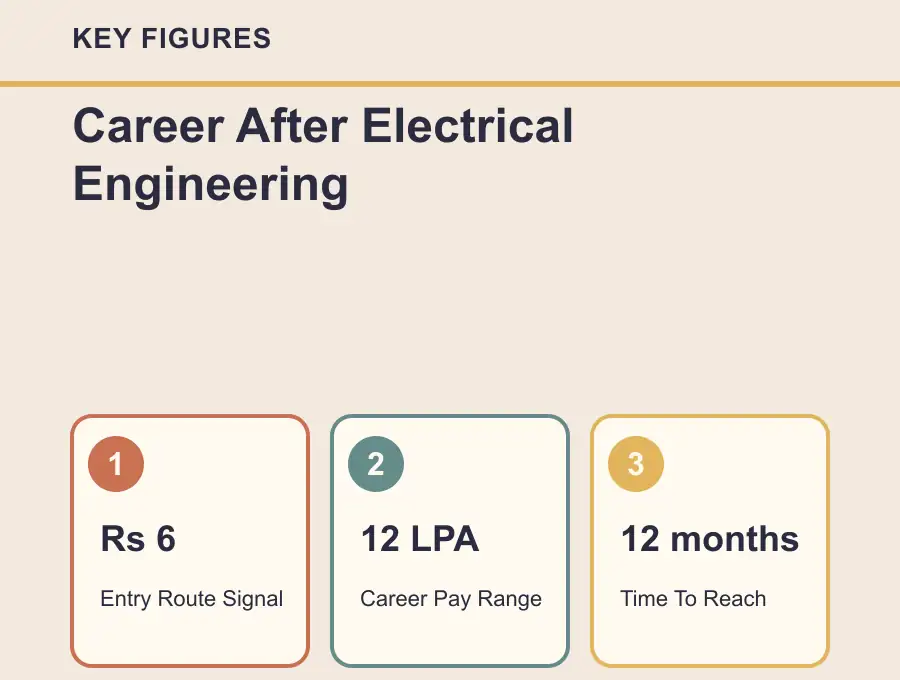 KEY FIGURES
Career After Electrical
Engineering
1
Rs 6
Entry Route Signal
2
12 LPA
Career Pay Range
3
12 months
Time To Reach